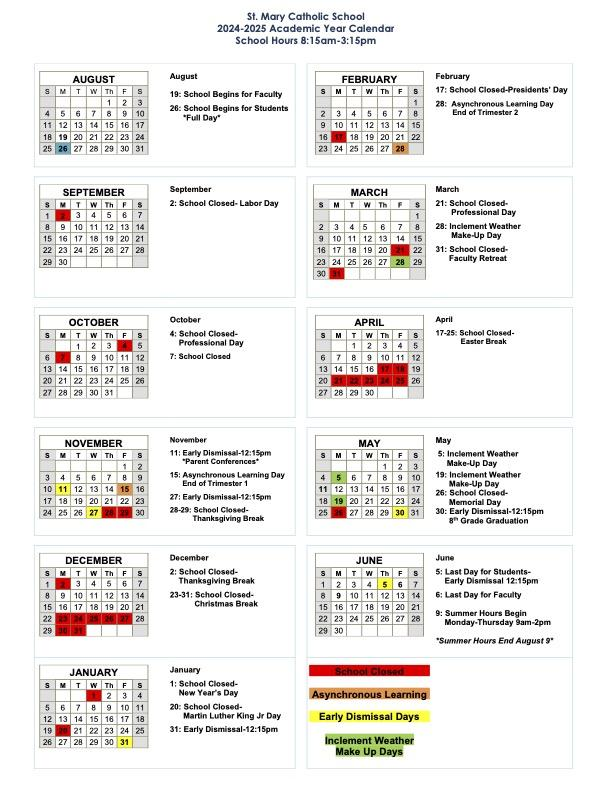 St. Mary Catholic School
2024-2025 Academic Year Calendar
School Hours 8:15am-3:15pm
AUGUST
S M T W Th F S
1 2 3
4 5 6 7 8 9 10
11 12 13 14 15 16 17
18 19 20 21 22 23 24
25 26 27 28 29 30 31
August
19: School Begins for Faculty
26: School Begins for Students
*Full Day*
FEBRUARY
S M T W Th F S
1
2 3 4 5 6 7 8
9 10 11 12 13 14 15
16 17 18 19 20 21 22
23 24 25 26 27 28
February
17: School Closed-Presidents' Day
28: Asynchronous Learning Day
End of Trimester 2
SEPTEMBER
S M T W Th F S
1 2 3 4 5 6 7
8 9 10 11 12 13 14
15 16 17 18 19 20 21
22 23 24 25 26 27 28
29 30
September
2: School Closed- Labor Day
MARCH
S M T W Th F S
1
2 3 4 5 6 7 8
9 10 11 12 13 14 15
16 17 18 19 20 21 22
23 24 25 26 27 28 29
30 31
March
21: School Closed-
Professional Day
28: Inclement Weather
Make-Up Day
31: School Closed-
Faculty Retreat
OCTOBER
S M T W Th F S
1 2 3 4 5
6 7 8 9 10 11 12
13 14 15 16 17 18 19
20 21 22 23 24 25 26
27 28 29 30 31
October
4: School Closed-
Professional Day
7: School Closed
APRIL
S M T W Th F S
1 2 3 4 5
6 7 8 9 10 11 12
13 14 15 16 17 18 19
20 21 22 23 24 25 26
27 28 29 30
April
17-25: School Closed-
Easter Break
NOVEMBER
S M T W Th F S
1 2
3 4 5 6 7 8 9
10 11 12 13 14 15 16
17 18 19 20 21 22 23
24 25 26 27 28 29 30
November
11: Early Dismissal-12:15pm
*Parent Conferences*
15: Asynchronous Learning Day
End of Trimester 1
27: Early Dismissal-12:15pm
28-29: School Closed-
Thanksgiving Break
MAY
S M T W Th F S
1 2 3
4 5 6 7 8 9 10
11 12 13 14 15 16 17
18 19 20 21 22 23 24
25 26 27 28 29 30 31
May
5: Inclement Weather
Make-Up Day
19: Inclement Weather
Make-Up Day
26: School Closed-
Memorial Day
30: Early Dismissal-12:15pm
8th Grade Graduation
DECEMBER
S M T W Th F S
1 2 3 4 5 6 7
8 9 10 11 12 13 14
15 16 17 18 19 20 21
22 23 24 25 26 27 28
29 30 31
December
2: School Closed-
Thanksgiving Break
23-31: School Closed-
Christmas Break
JUNE
S M T W Th F S
1 2 3 4 5 6 7
8 9 10 11 12 13 14
15 16 17 18 19 20 21
22 23 24 25 26 27 28
29 30
June
5: Last Day for Students-
Early Dismissal 12:15pm
6: Last Day for Faculty
9: Summer Hours Begin
Monday-Thursday 9am-2pm
*Summer Hours End August 9*
JANUARY
S M T W Th F S
1 2 3 4
5 6 7 8 9 10 11
12 13 14 15 16 17 18
19 20 21 22 23 24 25
26 27 28 29 30 31
January
1: School Closed-
New Year's Day
20: School Closed-
Martin Luther King Jr Day
31: Early Dismissal-12:15pm
School Closed
Asynchronous Learning
Early Dismissal Days
Inclement Weather
Make Up Days